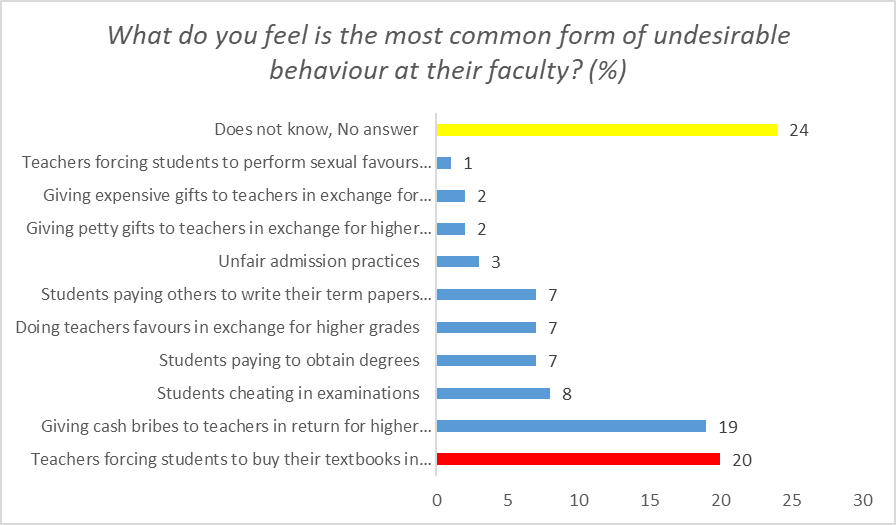 What do you feel is the most common form of undesirable
behaviour at their faculty? (%)
Does not know, No answer 24
Teachers forcing students to perform sexual favours... 1
Giving expensive gifts to teachers in exchange for... 2
Giving petty gifts to teachers in exchange for higher... 2
Unfair admission practices 3
Students paying others to write their term papers... 7
Doing teachers favours in exchange for higher grades 7
Students paying to obtain degrees 7
Students cheating in examinations 8
Giving cash bribes to teachers in return for higher... 19
Teachers forcing students to buy their textbooks in... 20
0 5 10 15 20 25 30